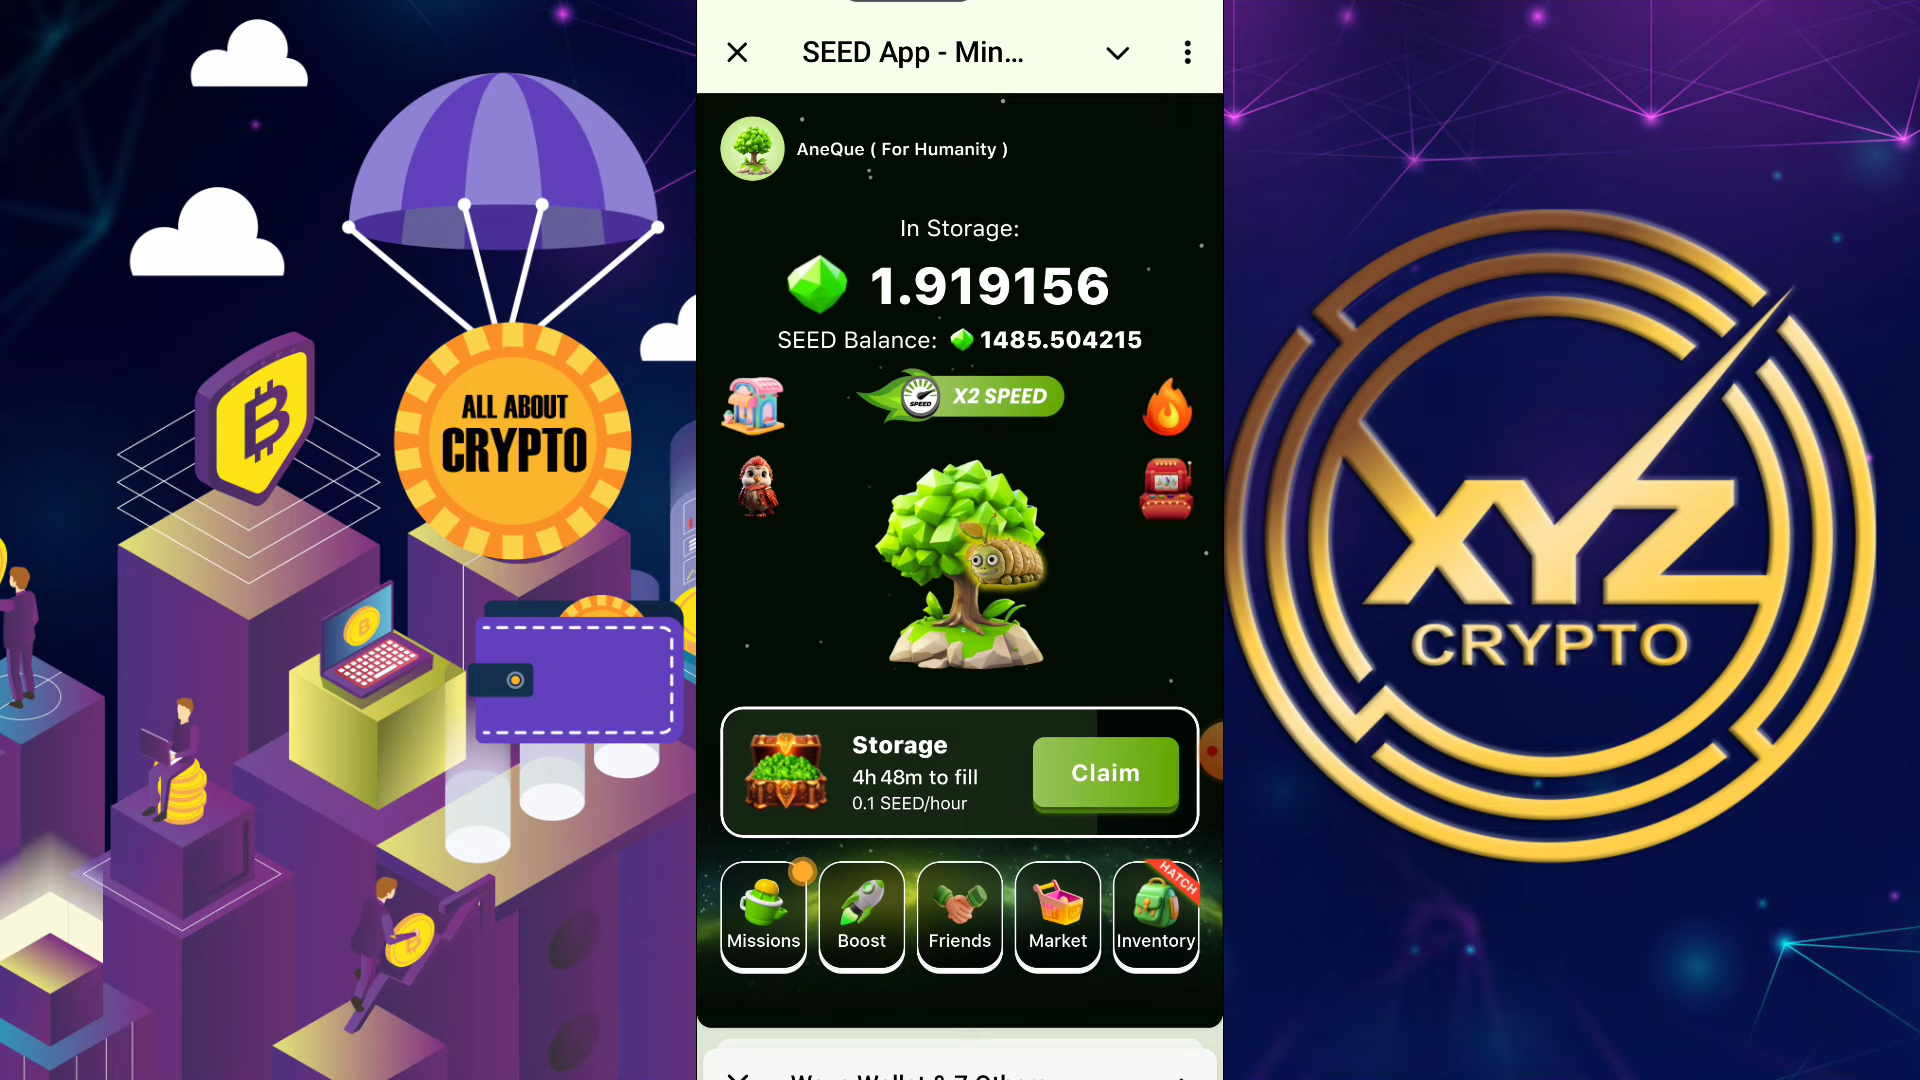 SEED App - Min...
AneQue ( For Humanity )
In Storage:
1.919156
SEED Balance: 1485.504215
SPEED X2 SPEED
ALL ABOUT
CRYPTO
XYZ
CRYPTO
Storage
4h 48m to fill
0.1 SEED/hour
Claim
HATCH
Missions
Boost
Friends
Market
Inventory